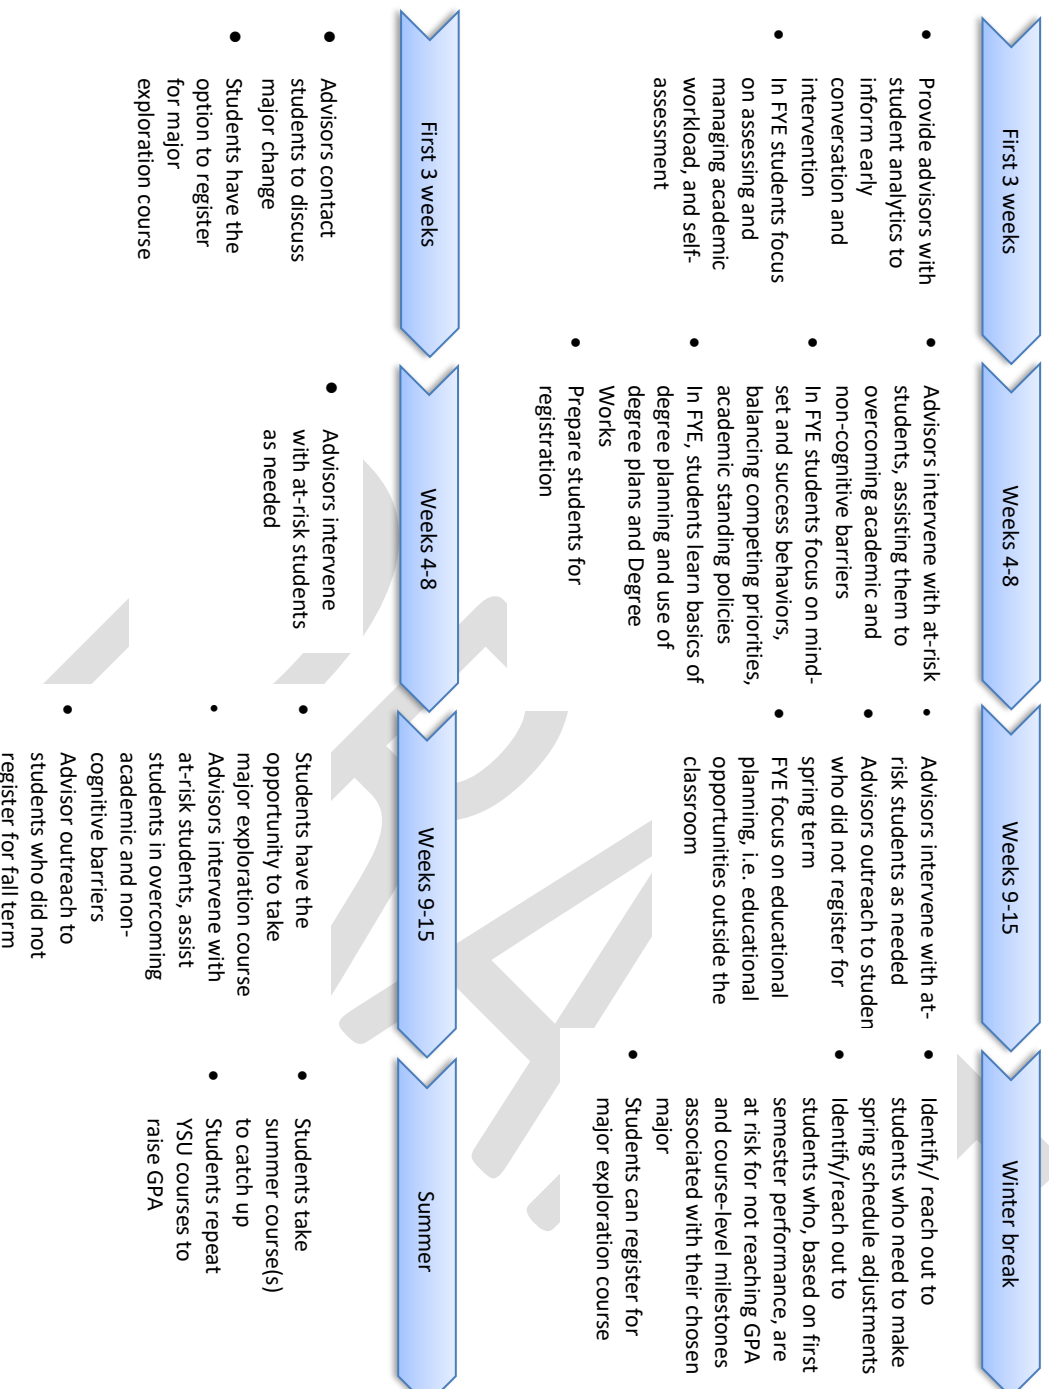 First 3 weeks
Provide advisors with
student analytics to
inform early
conversation and
intervention
In FYE students focus
on assessing and
managing academic
workload, and self-
assessment
Weeks 4-8
Advisors intervene with at-risk
students, assisting them to
overcoming academic and
non-cognitive barriers
In FYE students focus on mind-
set and success behaviors,
balancing competing priorities,
academic standing policies
In FYE, students learn basics of
degree planning and use of
degree plans and Degree
Works
Prepare students for
registration
Weeks 9-15
Advisors intervene with at-
risk students as needed
Advisors outreach to studen
who did not register for
spring term
FYE focus on educational
planning, i.e. educational
opportunities outside the
classroom
Winter break
Identify/ reach out to
students who need to make
spring schedule adjustments
Identify/reach out to
students who, based on first
semester performance, are
at risk for not reaching GPA
and course-level milestones
associated with their chosen
major
Students can register for
major exploration course
First 3 weeks
Advisors contact
students to discuss
major change
Students have the
option to register
for major
exploration course
Weeks 4-8
Advisors intervene
with at-risk students
as needed
Weeks 9-15
Students have the
opportunity to take
major exploration course
Advisors intervene with
at-risk students, assist
students in overcoming
academic and non-
cognitive barriers
Advisor outreach to
students who did not
register for fall term
Summer
Students take
summer course(s)
to catch up
Students repeat
YSU courses to
raise GPA